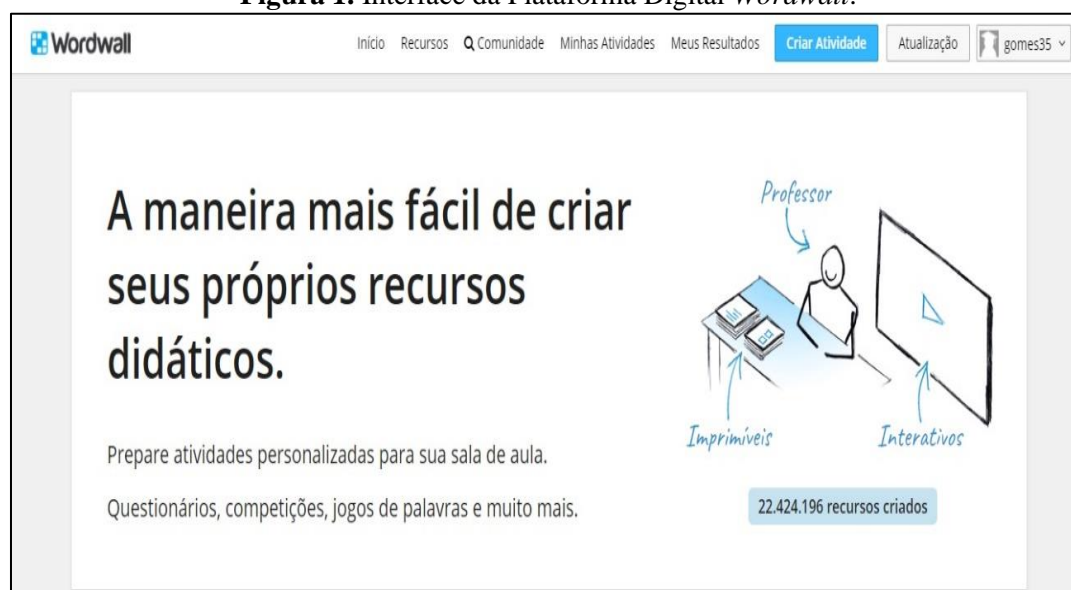 Figura 1. Interface da Plataforma Digital Wordwall.
Wordwall Início Recursos Comunidade Minhas Atividades Meus Resultados Criar Atividade Atualização gomes35
A maneira mais fácil de criar
seus próprios recursos
didáticos.
Prepare atividades personalizadas para sua sala de aula.
Questionários, competições, jogos de palavras e muito mais.
Professor
Imprimíveis
Interativos
22.424.196 recursos criados